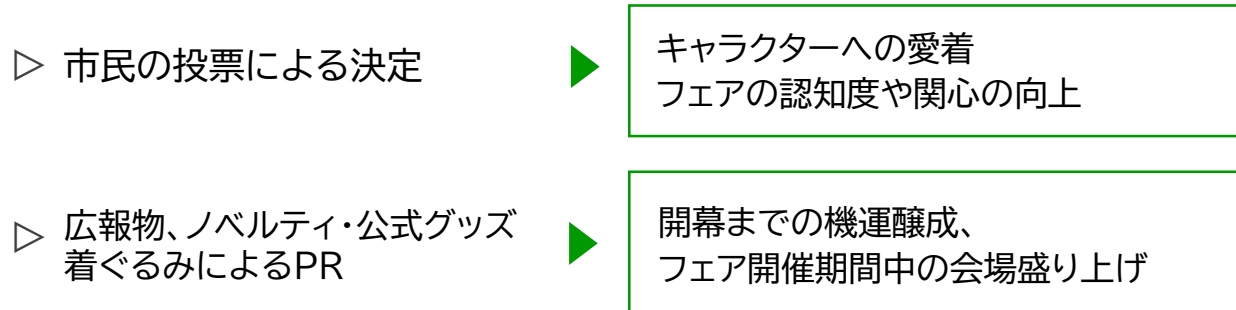 ▷ 市民の投票による決定
キャラクターへの愛着
フェアの認知度や関心の向上
▷ 広報物、ノベルティ・公式グッズ
着ぐるみによるPR
開幕までの機運醸成、
フェア開催期間中の会場盛り上げ